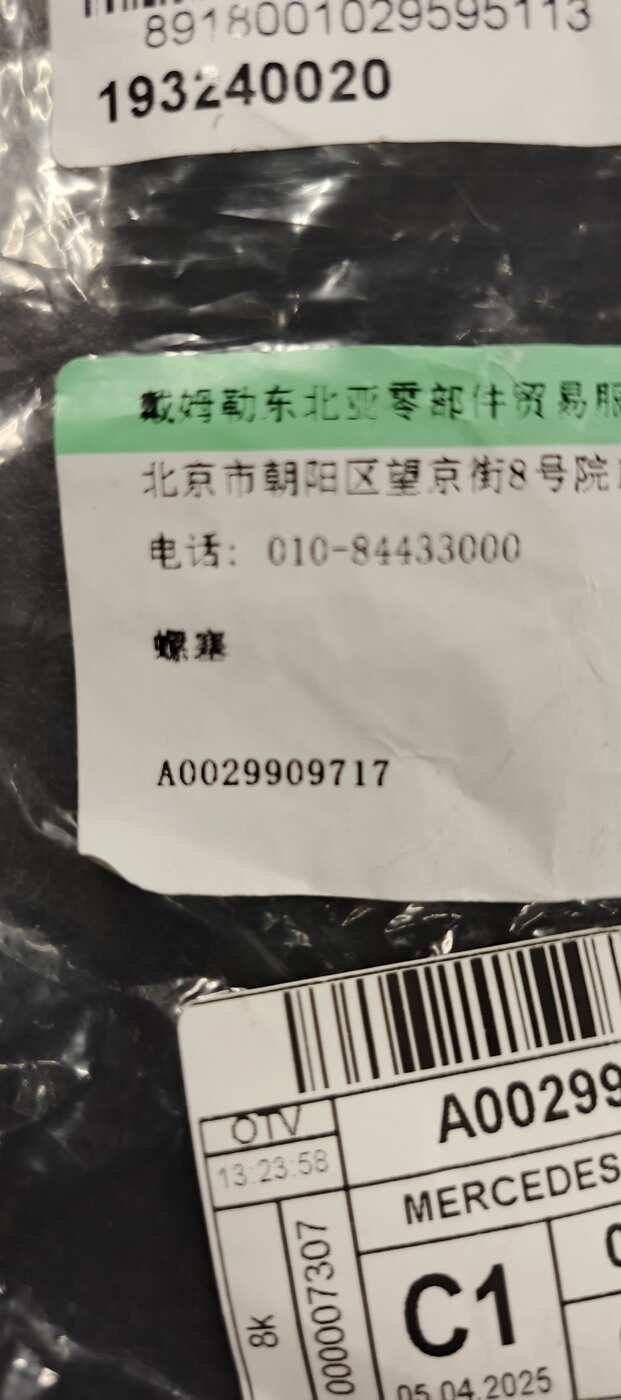 8918001029595113
193240020
戴姆勒东北亚零部件贸易服
北京市朝阳区望京街8号院
电话: 010-84433000
螺塞
A0029909717
A00299
OTV
13:23:58
MERCEDES
8k
000007307
C1
05.04.2025